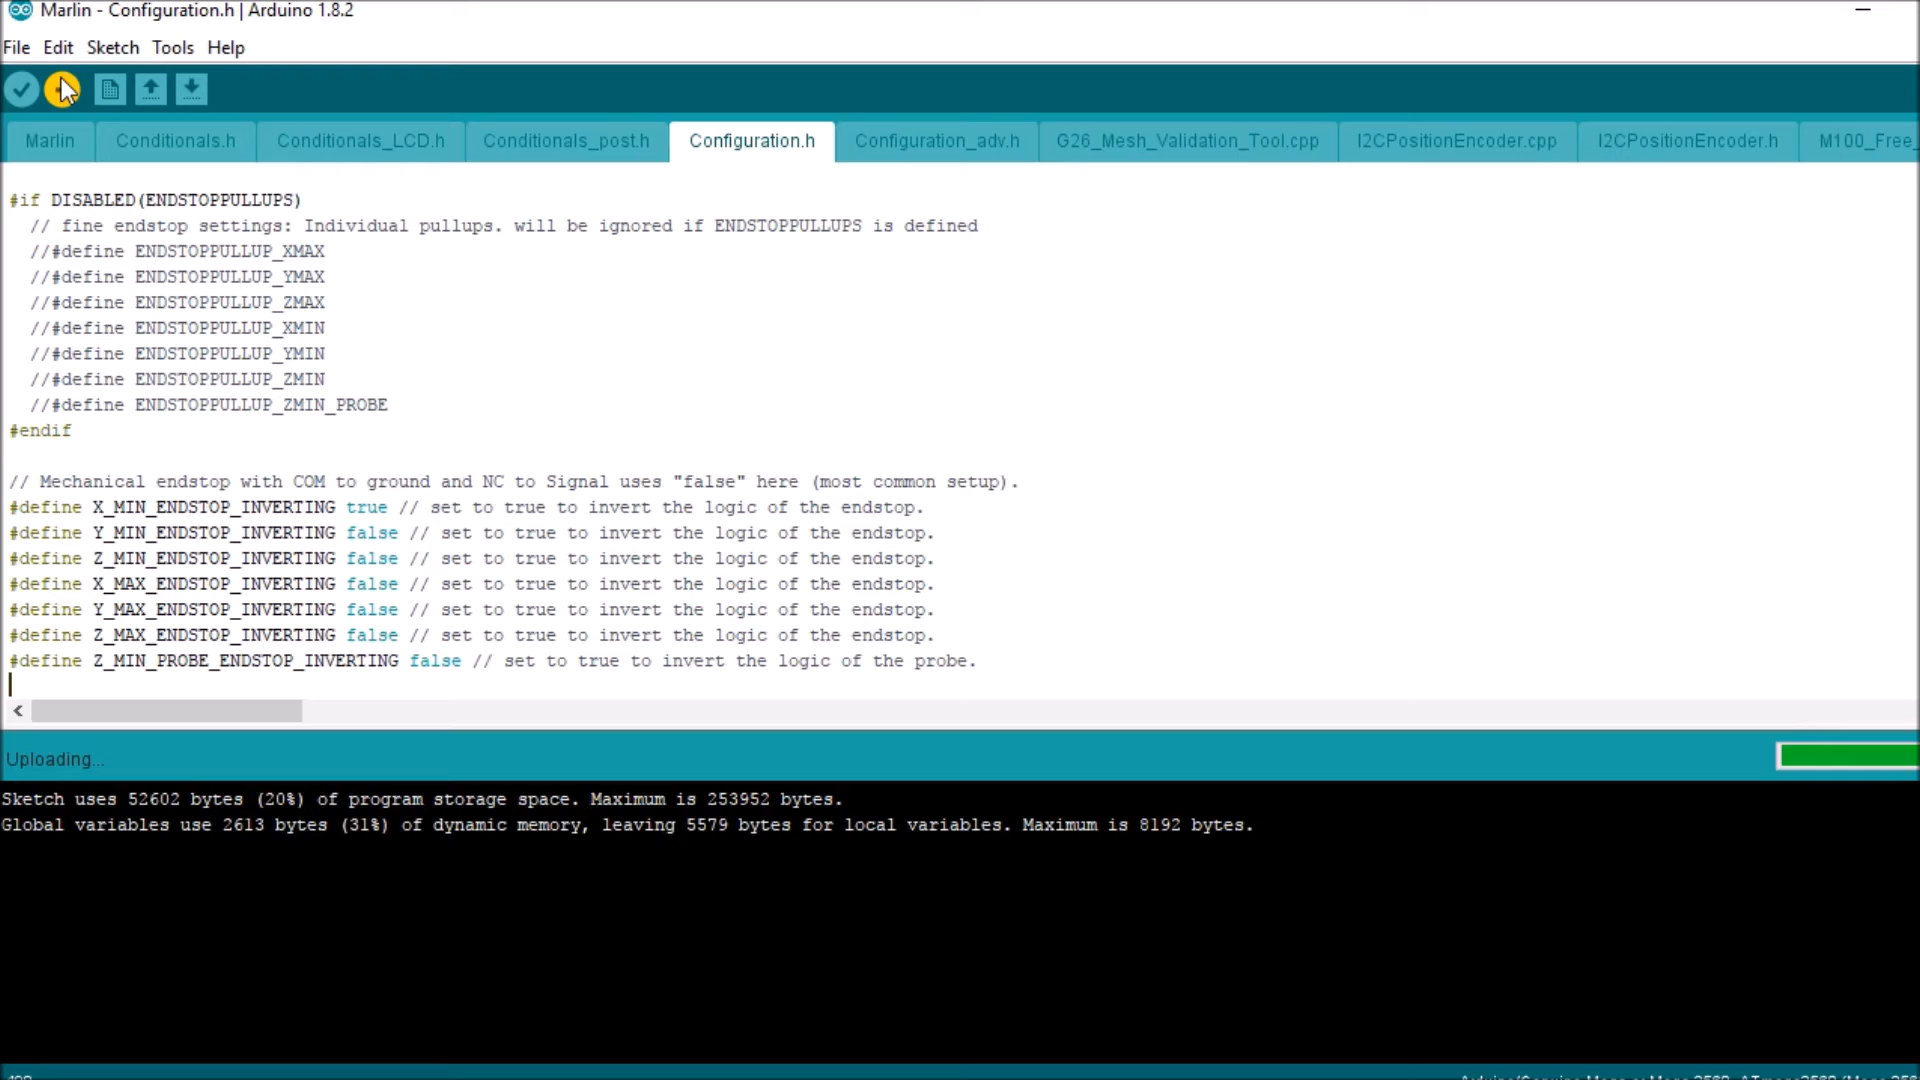 Marlin - Configuration.h | Arduino 1.8.2
File Edit Sketch Tools Help
Marlin Conditionals.h Conditionals_LCD.h Conditionals_post.h Configuration.h Configuration_adv.h G26_Mesh_Validation_Tool.cpp I2CPositionEncoder.cpp I2CPositionEncoder.h M100_Free_
#if DISABLED(ENDSTOPPULLUPS)
// fine endstop settings: Individual pullups. will be ignored if ENDSTOPPULLUPS is defined
//#define ENDSTOPPULLUP_XMAX
//#define ENDSTOPPULLUP_YMAX
//#define ENDSTOPPULLUP_ZMAX
//#define ENDSTOPPULLUP_XMIN
//#define ENDSTOPPULLUP_YMIN
//#define ENDSTOPPULLUP_ZMIN
//#define ENDSTOPPULLUP_ZMIN_PROBE
#endif
// Mechanical endstop with COM to ground and NC to Signal uses "false" here (most common setup).
#define X_MIN_ENDSTOP_INVERTING true // set to true to invert the logic of the endstop.
#define Y_MIN_ENDSTOP_INVERTING false // set to true to invert the logic of the endstop.
#define Z_MIN_ENDSTOP_INVERTING false // set to true to invert the logic of the endstop.
#define X_MAX_ENDSTOP_INVERTING false // set to true to invert the logic of the endstop.
#define Y_MAX_ENDSTOP_INVERTING false // set to true to invert the logic of the endstop.
#define Z_MAX_ENDSTOP_INVERTING false // set to true to invert the logic of the endstop.
#define Z_MIN_PROBE_ENDSTOP_INVERTING false // set to true to invert the logic of the probe.
Uploading...
Sketch uses 52602 bytes (20%) of program storage space. Maximum is 253952 bytes.
Global variables use 2613 bytes (31%) of dynamic memory, leaving 5579 bytes for local variables. Maximum is 8192 bytes.